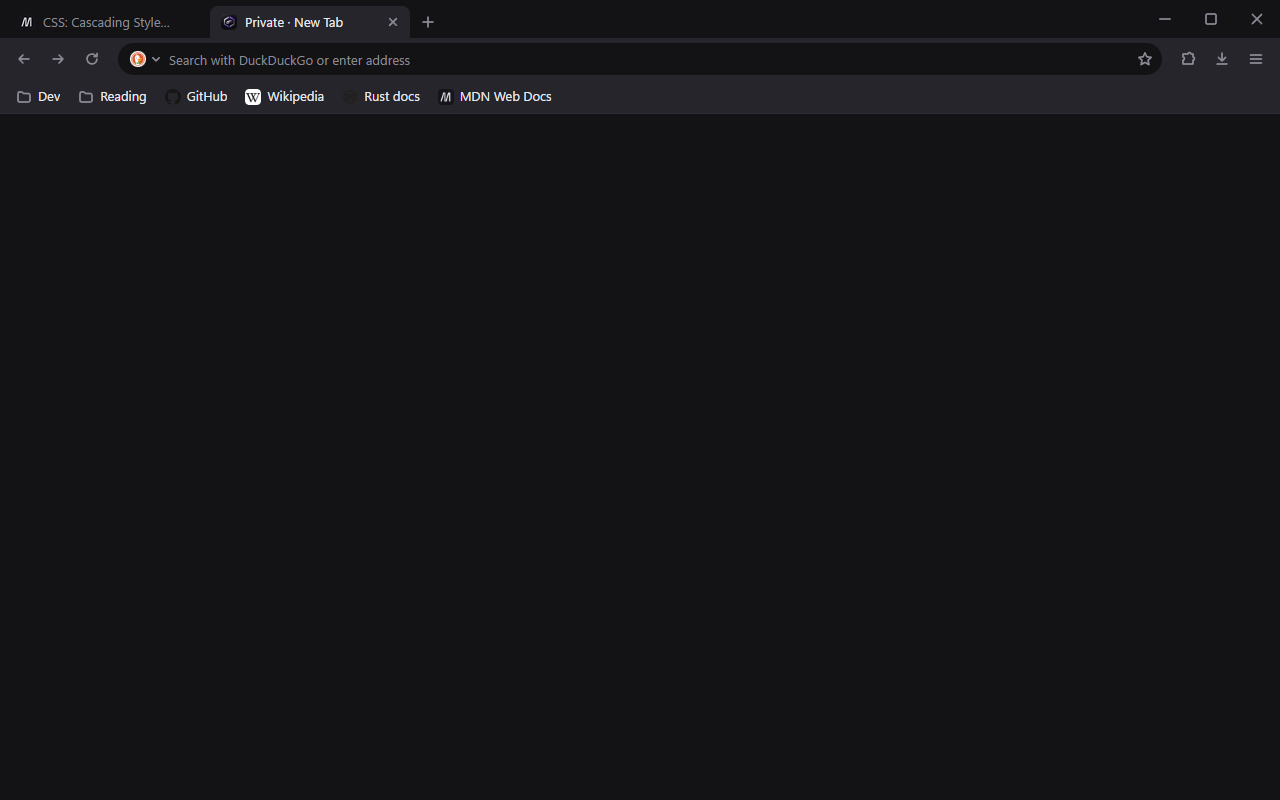 CSS: Cascading Style...
Private · New Tab
Search with DuckDuckGo or enter address
Dev Reading GitHub Wikipedia Rust docs MDN Web Docs